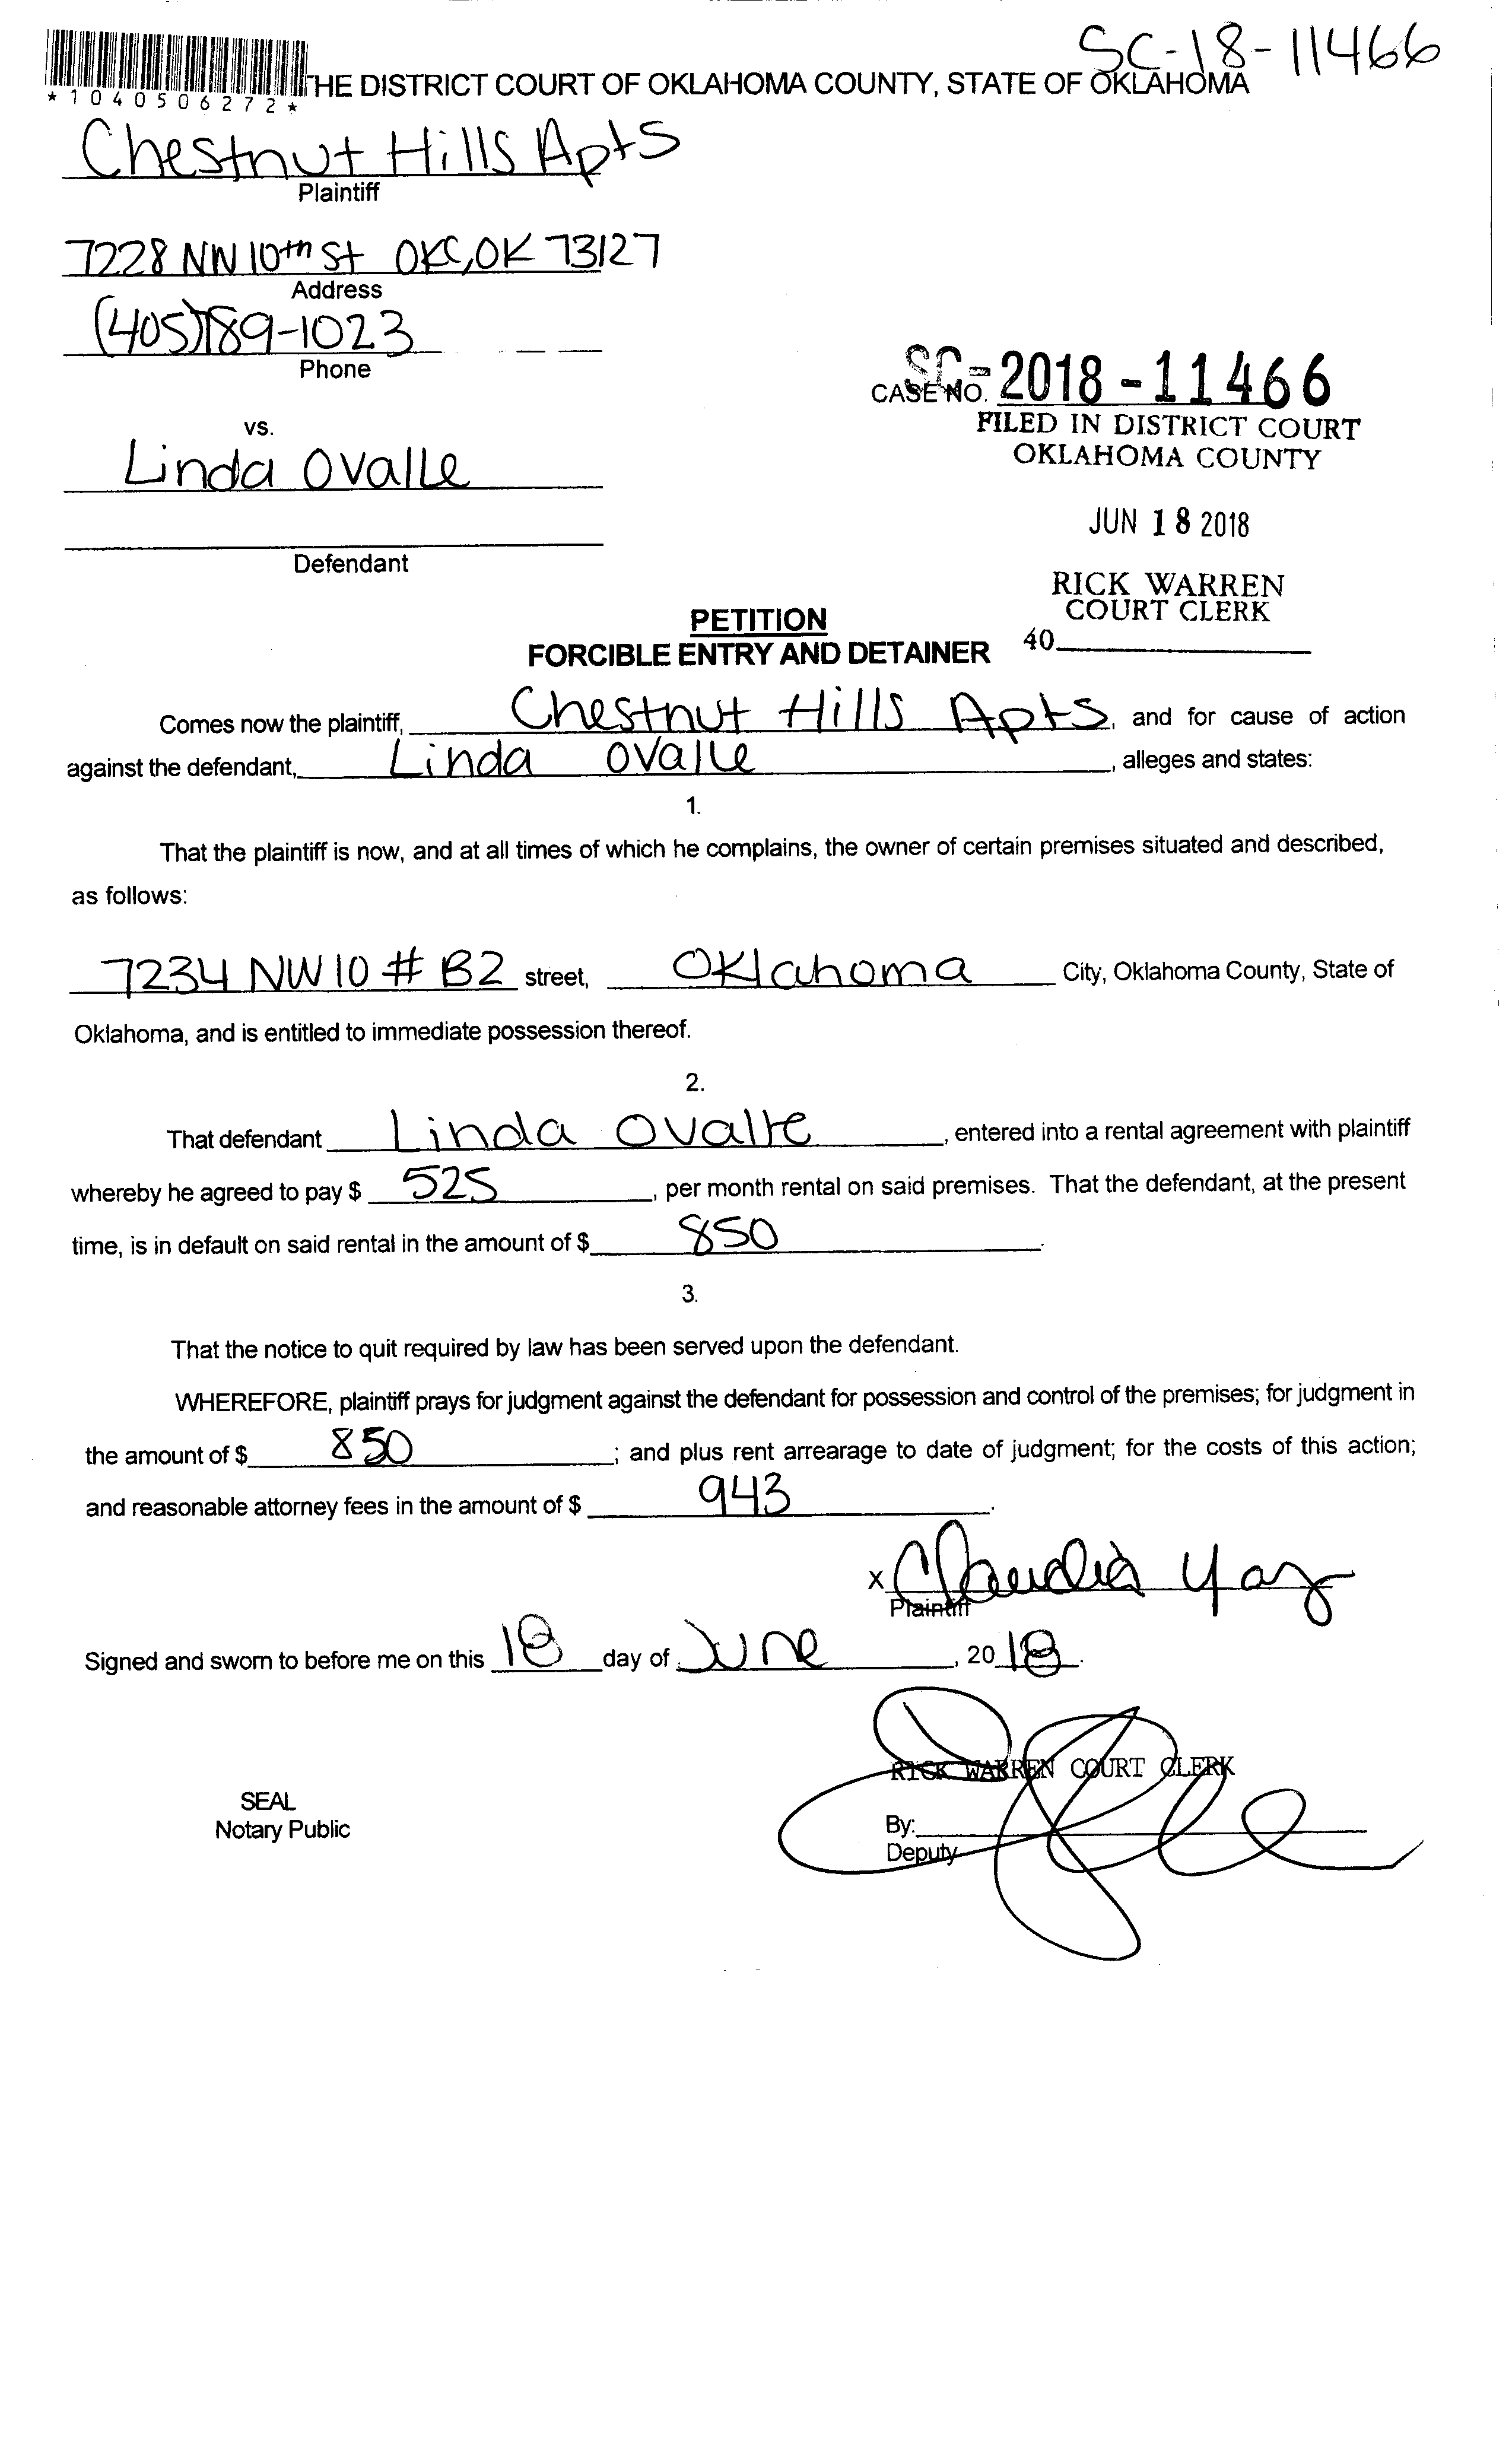 SC-18-11466
THE DISTRICT COURT OF OKLAHOMA COUNTY, STATE OF OKLAHOMA
*1040506272*
Chestnut Hills Apts
Plaintiff
7228 NW 10th St OKC, OK 73127
Address
(405)789-1023
Phone
SC-
CASE NO. 2018-11466
FILED IN DISTRICT COURT
OKLAHOMA COUNTY
vs.
Linda Ovalle
JUN 18 2018
Defendant
RICK WARREN
COURT CLERK
40
PETITION
FORCIBLE ENTRY AND DETAINER
Comes now the plaintiff, Chestnut Hills Apts, and for cause of action
against the defendant, Linda Ovalle, alleges and states:
1.
That the plaintiff is now, and at all times of which he complains, the owner of certain premises situated and described,
as follows:
7234 NW 10 # B2 street, Oklahoma City, Oklahoma County, State of
Oklahoma, and is entitled to immediate possession thereof.
2.
That defendant Linda Ovalle, entered into a rental agreement with plaintiff
whereby he agreed to pay $ 525, per month rental on said premises. That the defendant, at the present
time, is in default on said rental in the amount of $ 850.
3.
That the notice to quit required by law has been served upon the defendant.
WHEREFORE, plaintiff prays for judgment against the defendant for possession and control of the premises; for judgment in
the amount of $ 850; and plus rent arrearage to date of judgment; for the costs of this action;
and reasonable attorney fees in the amount of $ 943.
x Claudia
Plaintiff
Signed and sworn to before me on this 18 day of June, 2018.
RICK WARREN COURT CLERK
SEAL
Notary Public
By:
Deputy